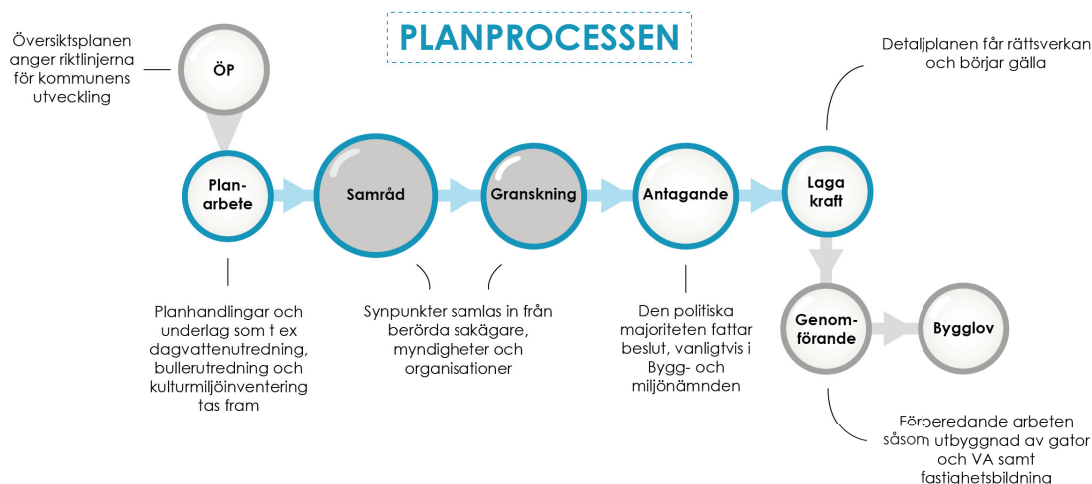 PLANPROCESSEN
Översiktsplanen
anger riktlinjerna
för kommunens
utveckling
ÖP
Detaljplanen får rättsverkan
och börjar gälla
Plan-
arbete
Samråd
Granskning
Antagande
Laga
kraft
Planhandlingar och
underlag som t ex
dagvattenutredning,
bullerutredning och
kulturmiljöinventering
tas fram
Synpunkter samlas in från
berörda sakägare,
myndigheter och
organisationer
Den politiska
majoriteten fattar
beslut, vanligtvis i
Bygg- och
miljönämnden
Genom-
förande
Bygglov
Förberedande arbeten
såsom utbyggnad av gator
och VA samt
fastighetsbildning